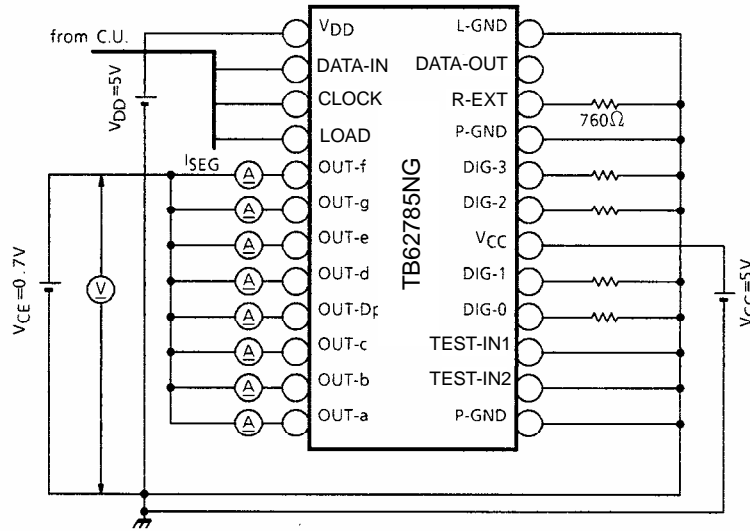 from C.U.
VDD=5V
ISEG
VCE=0.7V
V
A
A
A
A
A
A
A
A
VDD
DATA-IN
CLOCK
LOAD
OUT-f
OUT-g
OUT-e
OUT-d
OUT-Dp
OUT-c
OUT-b
OUT-a
TB62785NG
L-GND
DATA-OUT
R-EXT
P-GND
DIG-3
DIG-2
VCC
DIG-1
DIG-0
TEST-IN1
TEST-IN2
P-GND
760Ω
VCC=5V